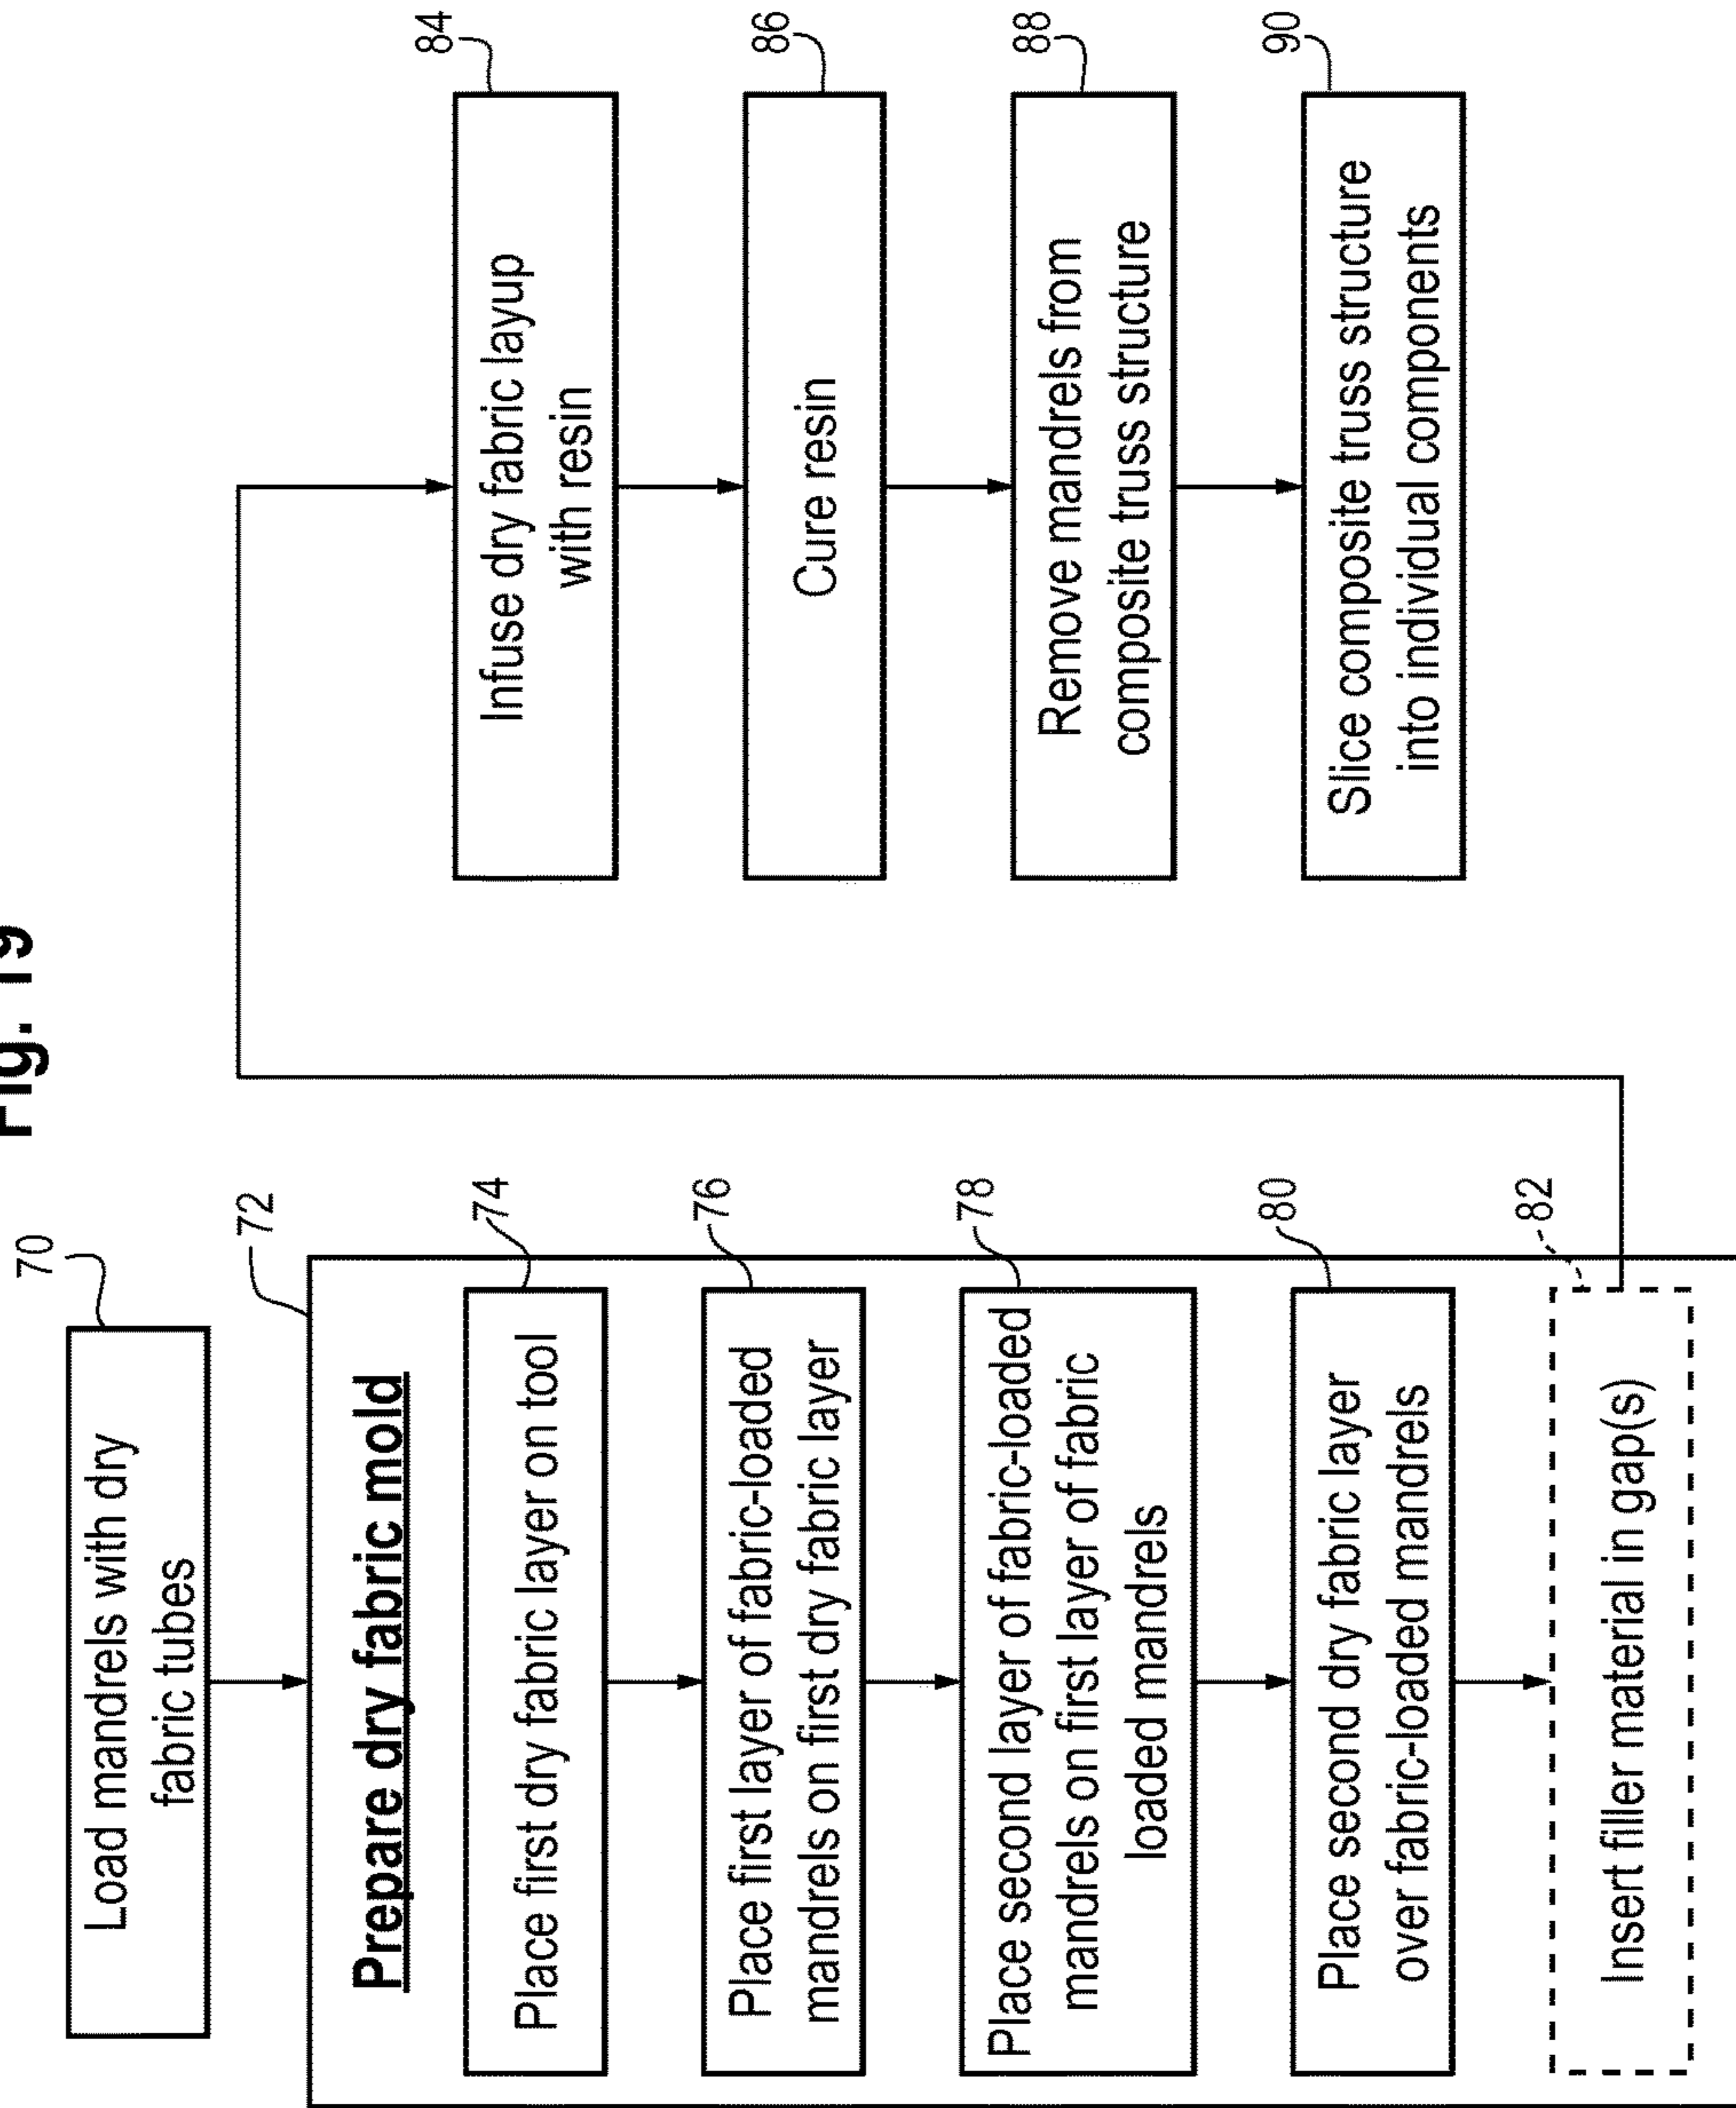 Fig. 19
70
Load mandrels with dry
fabric tubes
72
Prepare dry fabric mold
74
Place first dry fabric layer on tool
76
Place first layer of fabric-loaded
mandrels on first dry fabric layer
78
Place second layer of fabric-loaded
mandrels on first layer of fabric
loaded mandrels
80
Place second dry fabric layer
over fabric-loaded mandrels
82
Insert filler material in gap(s)
84
Infuse dry fabric layup
with resin
86
Cure resin
88
Remove mandrels from
composite truss structure
90
Slice composite truss structure
into individual components